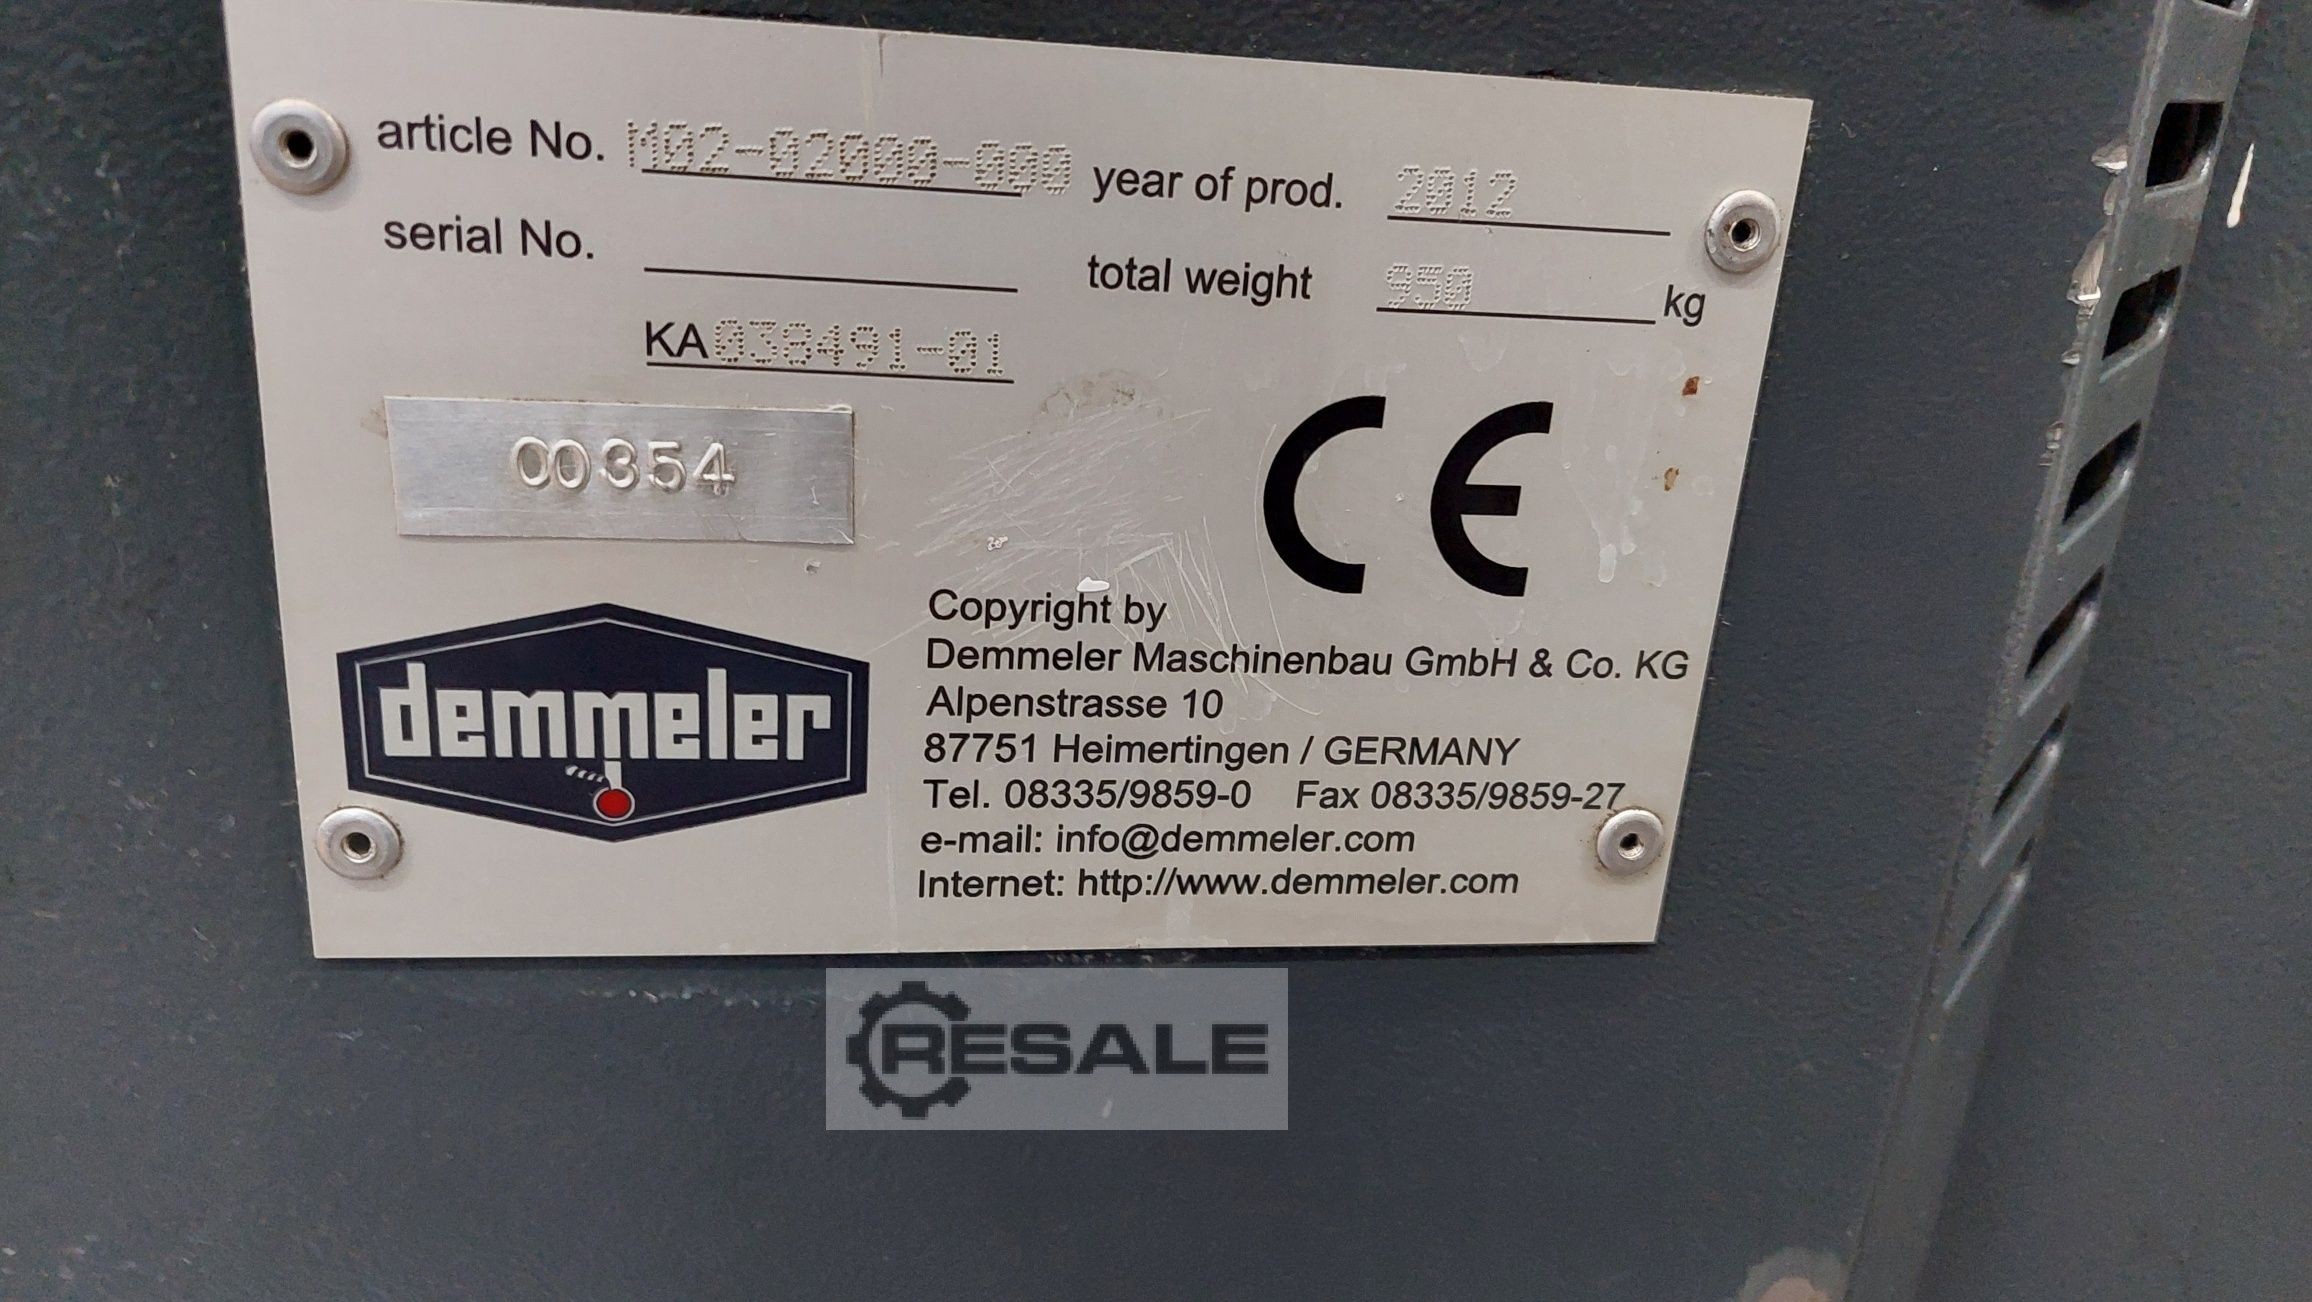 article No. M02-02000-000 year of prod. 2012
serial No. total weight 950 kg
KA038491-01
00354
demmeler
Copyright by
Demmeler Maschinenbau GmbH & Co. KG
Alpenstrasse 10
87751 Heimertingen / GERMANY
Tel. 08335/9859-0 Fax 08335/9859-27
e-mail: info@demmeler.com
Internet: http://www.demmeler.com
CE
RESALE